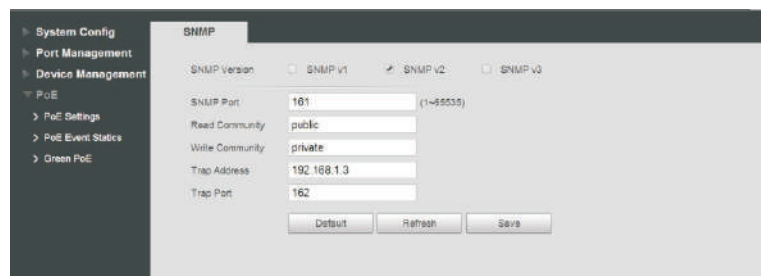 System Config
Port Management
Device Management
PoE
PoE Settings
PoE Event Statics
Green PoE
SNMP
SNMP Version SNMP v1 SNMP v2 SNMP v3
SNMP Port 161 (1~65535)
Read Community public
Write Community private
Trap Address 192.168.1.3
Trap Port 162
Default Refresh Save